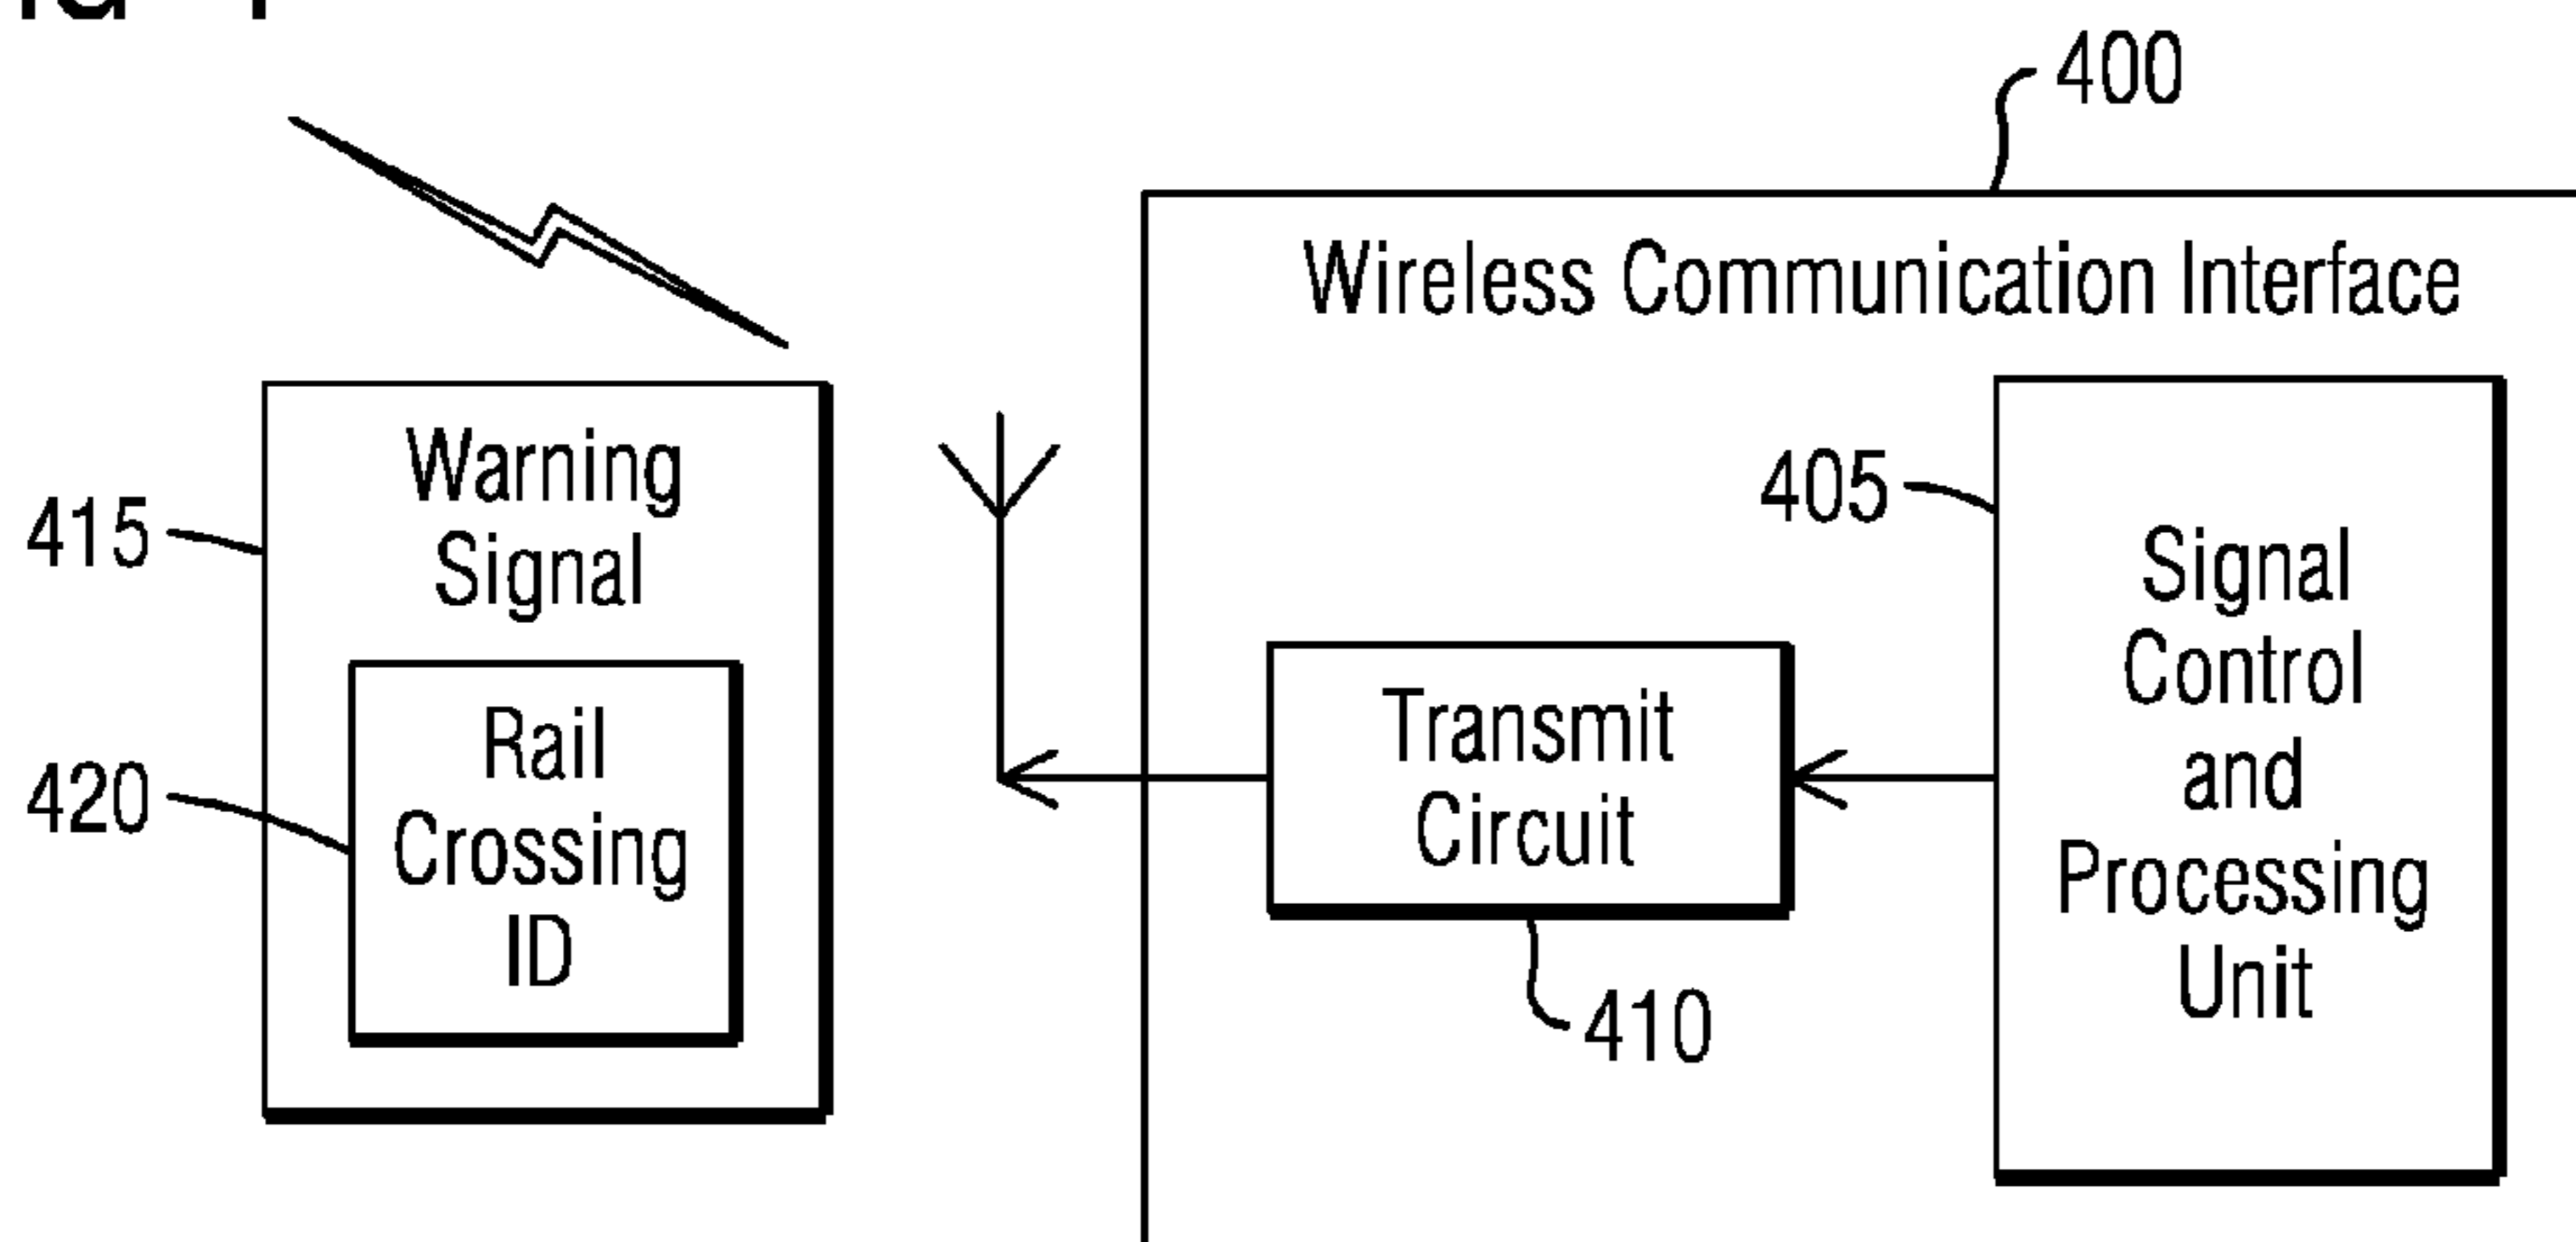 400
Wireless Communication Interface
Warning
Signal
415
405
Signal
Control
and
Processing
Unit
Rail
Crossing
ID
420
Transmit
Circuit
410